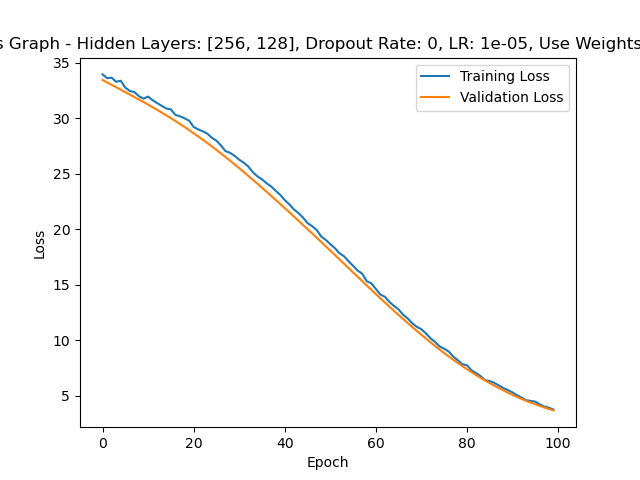 s Graph - Hidden Layers: [256, 128], Dropout Rate: 0, LR: 1e-05, Use Weights
Training Loss
Validation Loss
35
30
25
20
15
10
5
Loss
0 20 40 60 80 100
Epoch